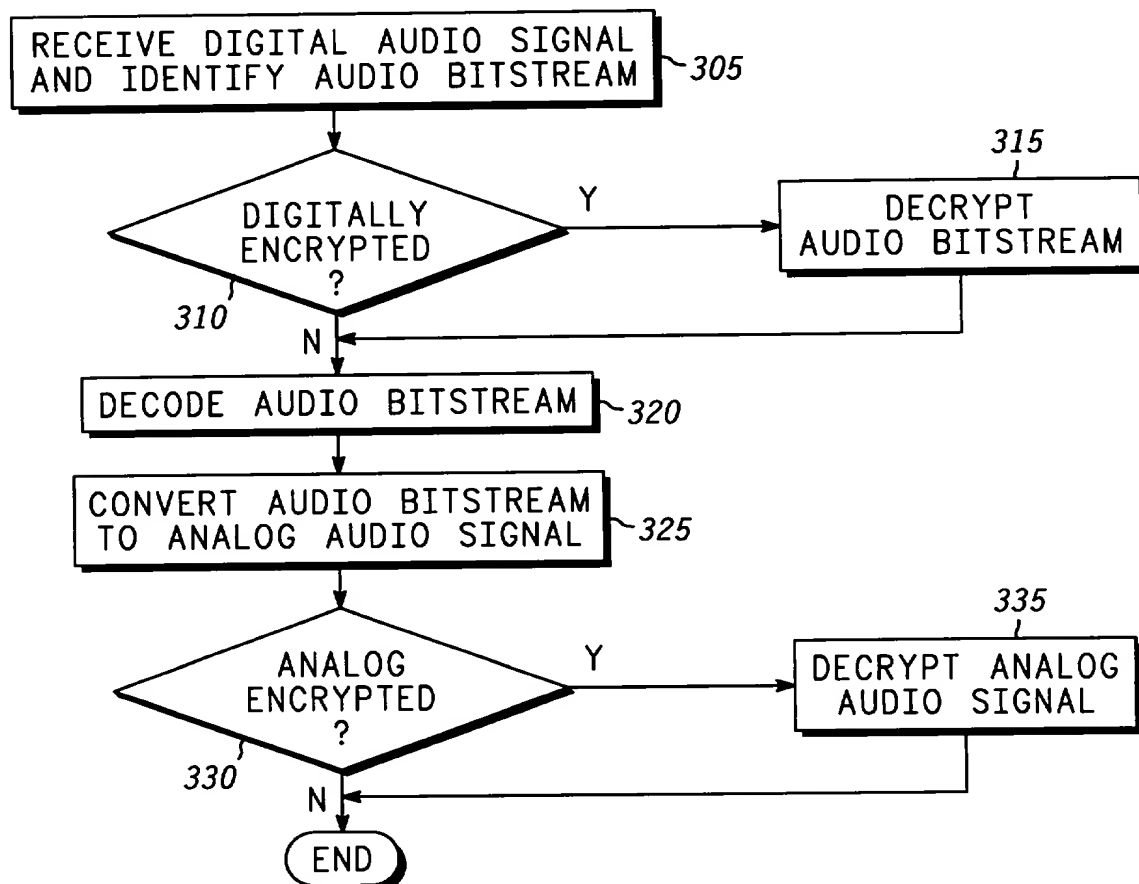 RECEIVE DIGITAL AUDIO SIGNAL
AND IDENTIFY AUDIO BITSTREAM
305
DIGITALLY
ENCRYPTED
?
310
Y
315
DECRYPT
AUDIO BITSTREAM
N
DECODE AUDIO BITSTREAM
320
CONVERT AUDIO BITSTREAM
TO ANALOG AUDIO SIGNAL
325
ANALOG
ENCRYPTED
?
330
Y
335
DECRYPT ANALOG
AUDIO SIGNAL
N
END